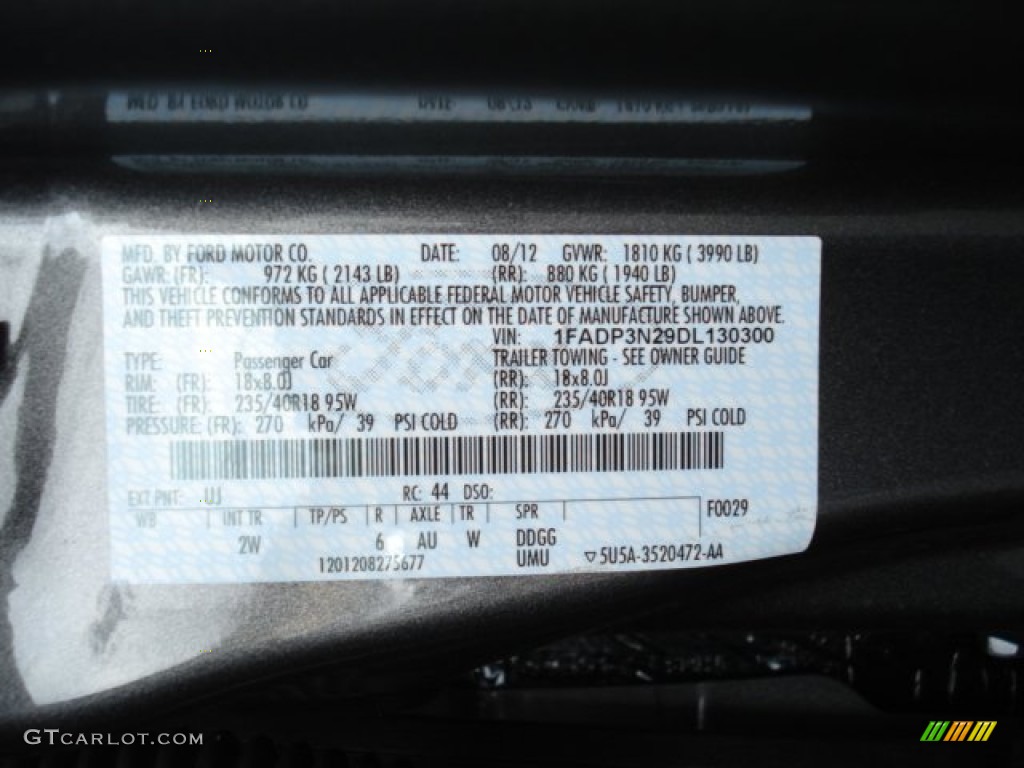 MFD. BY FORD MOTOR CO. DATE: 08/12 GVWR: 1810 KG ( 3990 LB)
GAWR: (FR): 972 KG ( 2143 LB) (RR): 880 KG ( 1940 LB)
THIS VEHICLE CONFORMS TO ALL APPLICABLE FEDERAL MOTOR VEHICLE SAFETY, BUMPER,
AND THEFT PREVENTION STANDARDS IN EFFECT ON THE DATE OF MANUFACTURE SHOWN ABOVE.
VIN: 1FADP3N29DL130300
TYPE: Passenger Car TRAILER TOWING - SEE OWNER GUIDE
RIM: (FR): 18x8.0J (RR): 18x8.0J
TIRE: (FR): 235/40R18 95W (RR): 235/40R18 95W
PRESSURE: (FR): 270 kPa/ 39 PSI COLD (RR): 270 kPa/ 39 PSI COLD
EXT PNT: UJ RC: 44 DSO:
WB INT TR TP/PS R AXLE TR SPR F0029
2W 6 AU W DDGG
1201208275677 UMU ▽5U5A-3520472-AA
GTCARLOT.COM